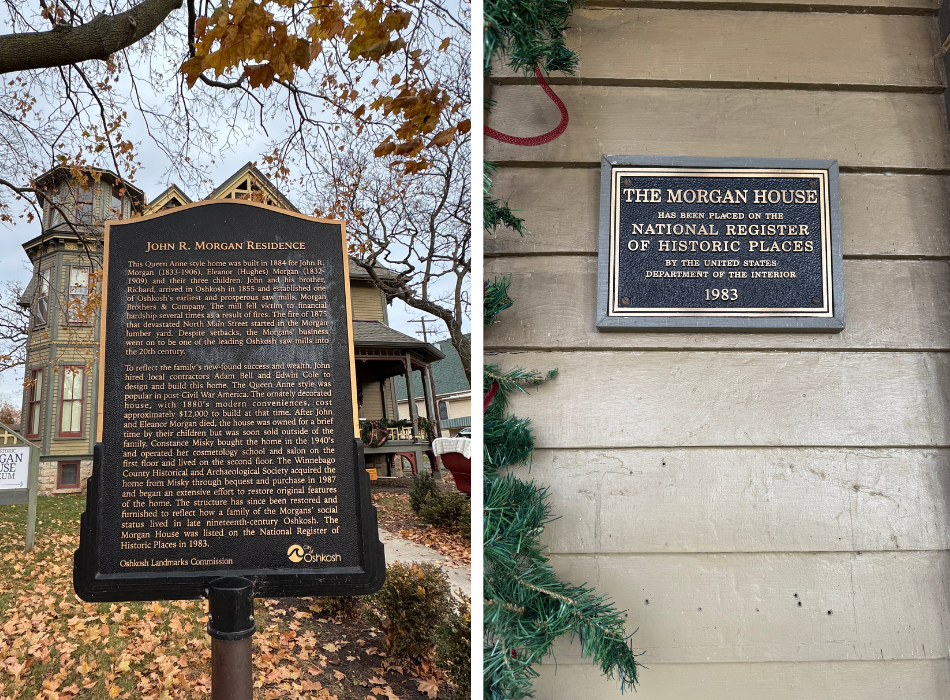 JOHN R. MORGAN RESIDENCE
This Queen Anne style home was built in 1884 for John R.
Morgan (1833-1906), Eleanor (Hughes) Morgan (1832-
1909) and their three children. John and his brother,
Richard, arrived in Oshkosh in 1855 and established one
of Oshkosh's earliest and prosperous saw mills, Morgan
Brothers & Company. The mill fell victim to financial
hardship several times as a result of fires. The fire of 1875
that devastated North Main Street started in the Morgan
lumber yard. Despite setbacks, the Morgans' business
went on to be one of the leading Oshkosh saw mills into
the 20th century.
To reflect the family's new-found success and wealth, John
hired local contractors Adam Bell and Edwin Cole to
design and build this home. The Queen Anne style was
popular in post Civil War America. The ornately decorated
house, with 1880's modern conveniences, cost
approximately $12,000 to build at that time. After John
and Eleanor Morgan died, the house was owned for a brief
time by their children but was soon sold outside of the
family. Constance Misky bought the home in the 1940's
and operated her cosmetology school and salon on the
first floor and lived on the second floor. The Winnebago
County Historical and Archaeological Society acquired the
home from Misky through bequest and purchase in 1987
and began an extensive effort to restore original features
of the home. The structure has since been restored and
furnished to reflect how a family of the Morgans' social
status lived in late nineteenth-century Oshkosh. The
Morgan House was listed on the National Register of
Historic Places in 1983.
Oshkosh Landmarks Commission
City of
Oshkosh
THE MORGAN HOUSE
HAS BEEN PLACED ON THE
NATIONAL REGISTER
OF HISTORIC PLACES
BY THE UNITED STATES
DEPARTMENT OF THE INTERIOR
1983